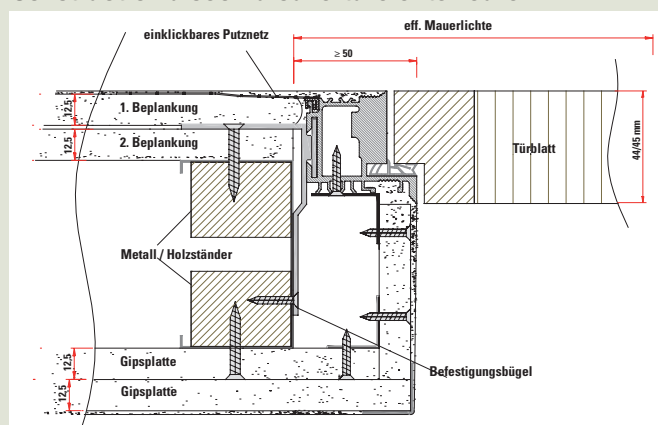 einklickbares Putznetz
eff. Mauerlichte
≥ 50
12,5
1. Beplankung
12,5
2. Beplankung
Türblatt
44/45 mm
Metall / Holzständer
Befestigungsbügel
12,5
Gipsplatte
12,5
Gipsplatte